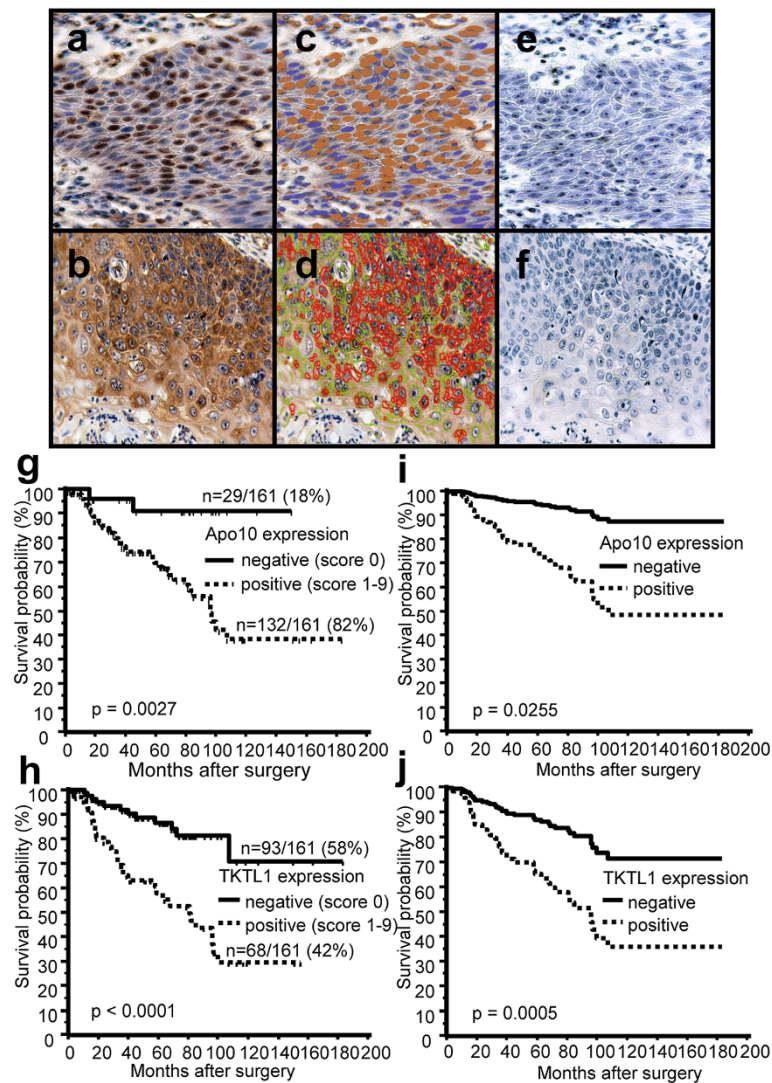 a
c
e
b
d
f
g
100
90
80
70
60
50
40
30
20
10
0
Survival probability (%)
n=29/161 (18%)
Apo10 expression
negative (score 0)
positive (score 1-9)
n=132/161 (82%)
p = 0.0027
0 20 40 60 80 100 120 140 160 180 200
Months after surgery
i
100
90
80
70
60
50
40
30
20
10
0
Survival probability (%)
Apo10 expression
negative
positive
p = 0.0255
0 20 40 60 80 100 120 140 160 180 200
Months after surgery
h
100
90
80
70
60
50
40
30
20
10
0
Survival probability (%)
n=93/161 (58%)
TKTL1 expression
negative (score 0)
positive (score 1-9)
n=68/161 (42%)
p < 0.0001
0 20 40 60 80 100 120 140 160 180 200
Months after surgery
j
100
90
80
70
60
50
40
30
20
10
0
Survival probability (%)
TKTL1 expression
negative
positive
p = 0.0005
0 20 40 60 80 100 120 140 160 180 200
Months after surgery